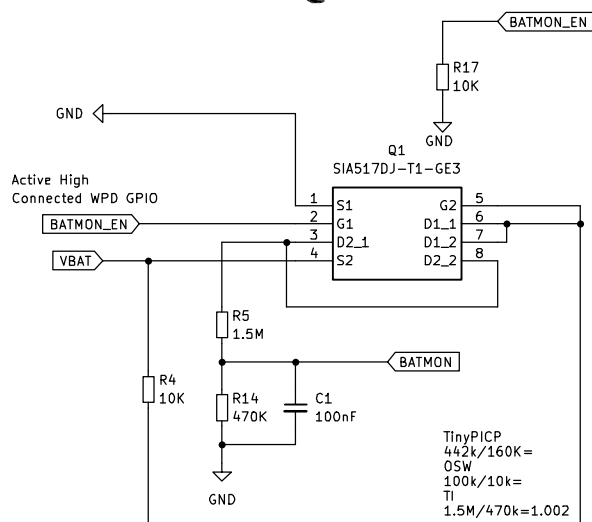 BATMON_EN
R17
10K
GND
GND
Q1
SIA517DJ-T1-GE3
Active High
Connected WPD GPIO
BATMON_EN
VBAT
1 S1
2 G1
3 D2_1
4 S2
G2 5
D1_1 6
D1_2 7
D2_2 8
R5
1.5M
BATMON
R4
10K
R14
470K
C1
100nF
GND
TinyPICP
442k/160K=
OSW
100k/10k=
TI
1.5M/470k=1.002